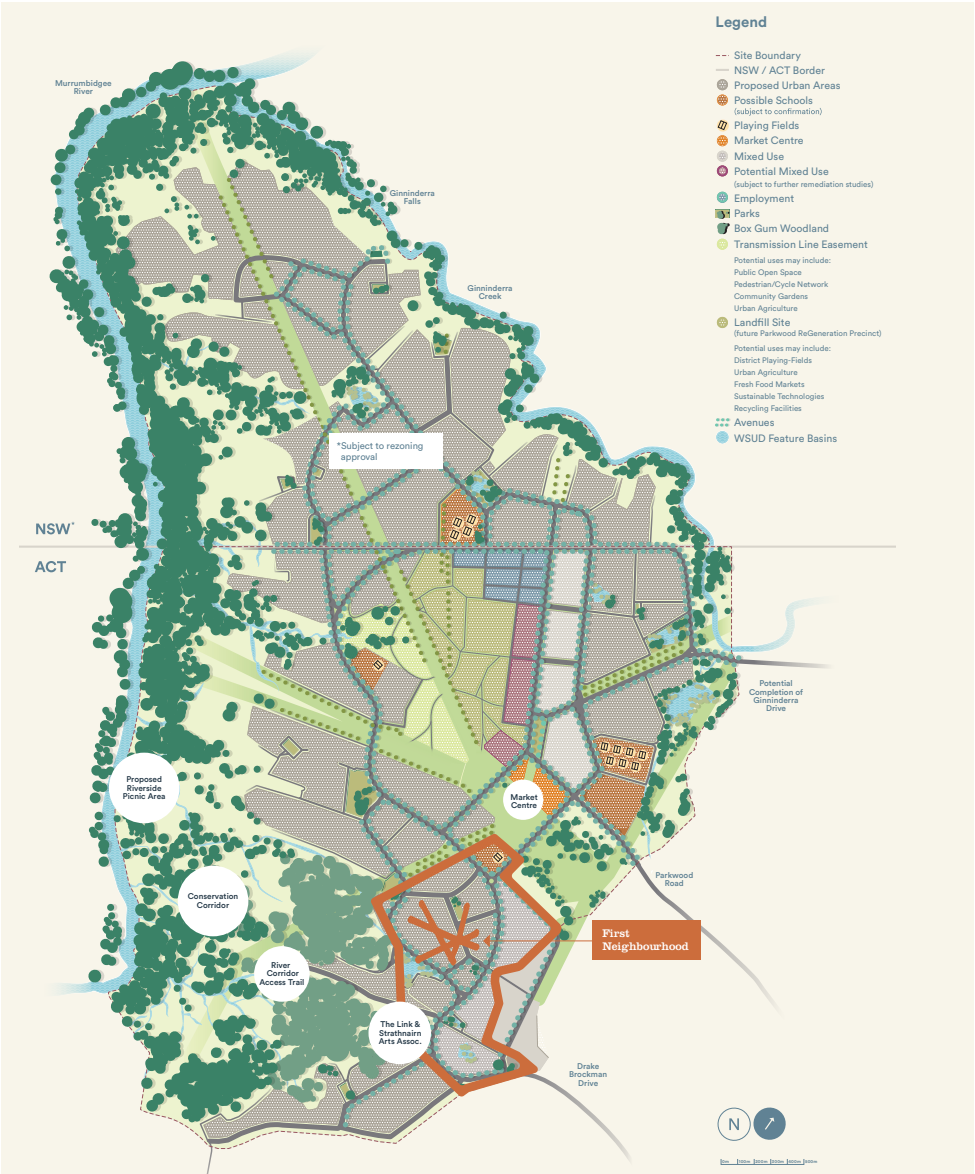 Legend
Site Boundary
NSW / ACT Border
Proposed Urban Areas
Possible Schools
(subject to confirmation)
Playing Fields
Market Centre
Mixed Use
Potential Mixed Use
(subject to further remediation studies)
Employment
Parks
Box Gum Woodland
Transmission Line Easement
Potential uses may include:
Public Open Space
Pedestrian/Cycle Network
Community Gardens
Urban Agriculture
Landfill Site
(future Parkwood ReGeneration Precinct)
Potential uses may include:
District Playing-Fields
Urban Agriculture
Fresh Food Markets
Sustainable Technologies
Recycling Facilities
Avenues
WSUD Feature Basins
Murrumbidgee
River
Ginninderra
Falls
Ginninderra
Creek
*Subject to rezoning
approval
NSW*
ACT
Potential
Completion of
Ginninderra
Drive
Proposed
Riverside
Picnic Area
Market
Centre
Parkwood
Road
Conservation
Corridor
First
Neighbourhood
River
Corridor
Access Trail
The Link &
Strathnairn
Arts Assoc.
Drake
Brockman
Drive
N